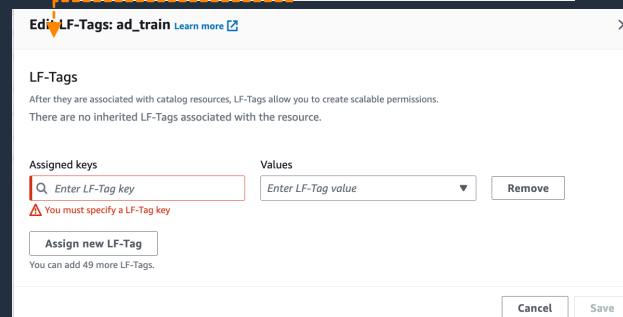 Edit LF-Tags: ad_train Learn more
LF-Tags
After they are associated with catalog resources, LF-Tags allow you to create scalable permissions.
There are no inherited LF-Tags associated with the resource.
Assigned keys Values
Enter LF-Tag key Enter LF-Tag value Remove
You must specify a LF-Tag key
Assign new LF-Tag
You can add 49 more LF-Tags.
Cancel Save